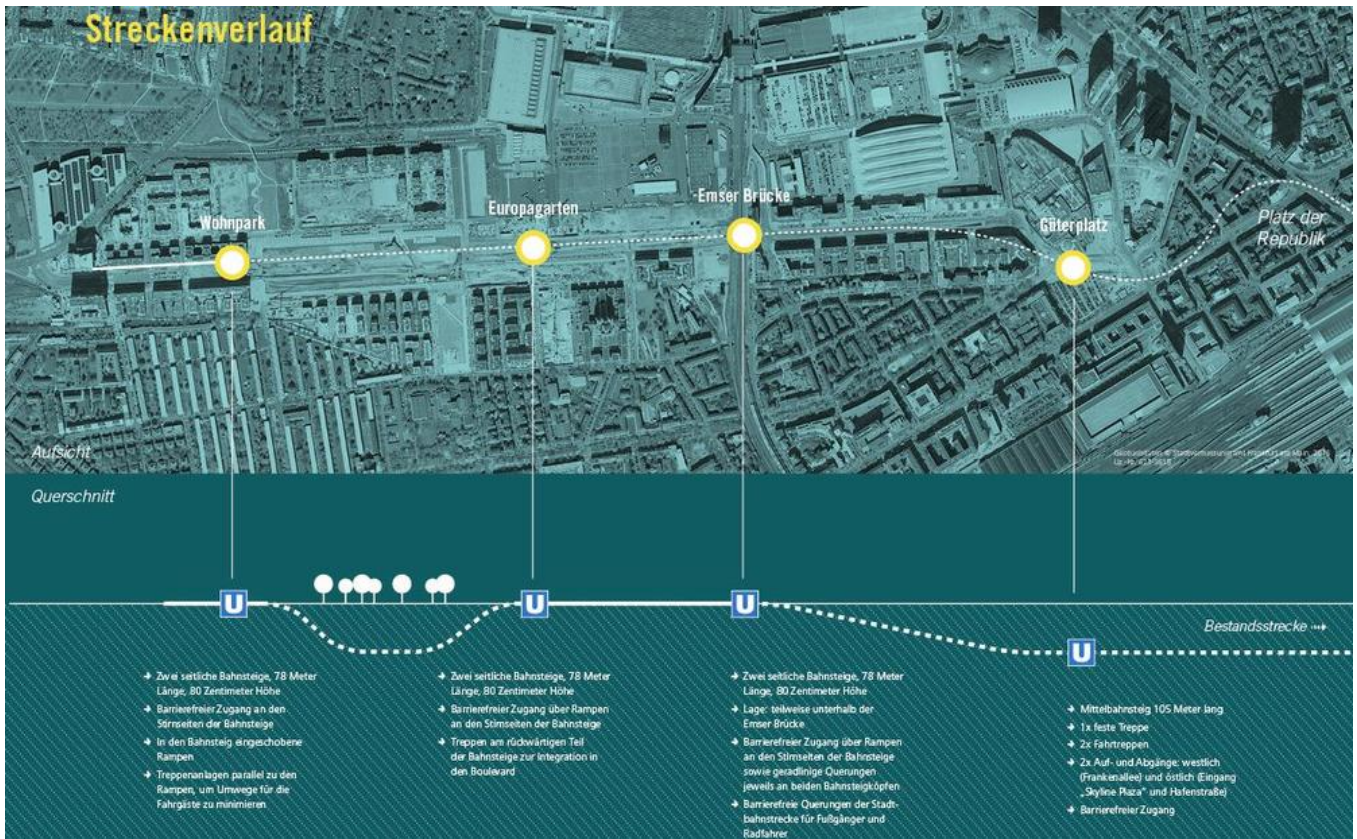 Streckenverlauf
Wohnpark
Europagarten
-Emser Brücke
Güterplatz
Platz der
Republik
Aufsicht
Querschnitt
U
U
U
U
Bestandsstrecke
Zwei seitliche Bahnsteige, 78 Meter
Länge, 80 Zentimeter Höhe
Barrierefreier Zugang an den
Stirnseiten der Bahnsteige
In den Bahnsteig eingeschobene
Rampen
Treppenanlagen parallel zu den
Rampen, um Umwege für die
Fahrgäste zu minimieren
Zwei seitliche Bahnsteige, 78 Meter
Länge, 80 Zentimeter Höhe
Barrierefreier Zugang über Rampen
an den Stirnseiten der Bahnsteige
Treppen am rückwärtigen Teil
der Bahnsteige zur Integration in
den Boulevard
Zwei seitliche Bahnsteige, 78 Meter
Länge, 80 Zentimeter Höhe
Lage: teilweise unterhalb der
Emser Brücke
Barrierefreier Zugang über Rampen
an den Stirnseiten der Bahnsteige
sowie geradlinige Querungen
jeweils an beiden Bahnsteigköpfen
Barrierefreie Querungen der Stadt-
bahnstrecke für Fußgänger und
Radfahrer
Mittelbahnsteig 105 Meter lang
1x feste Treppe
2x Fahrtreppen
2x Auf- und Abgänge: westlich
(Frankenallee) und östlich (Eingang
„Skyline Plaza" und Hafenstraße)
Barrierefreier Zugang